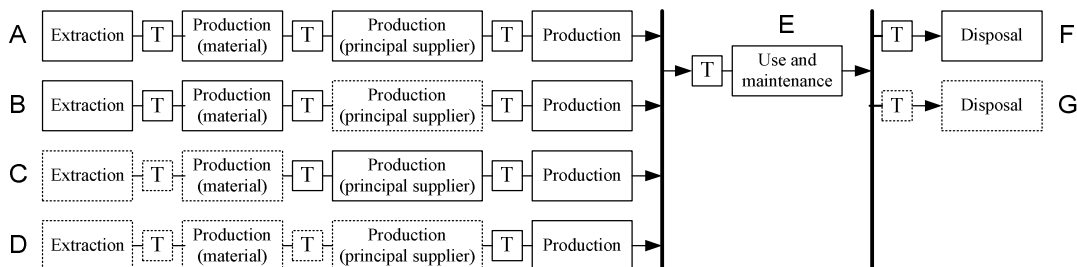 A Extraction T Production (material) T Production (principal supplier) T Production
B Extraction T Production (material) T Production (principal supplier) T Production
C Extraction T Production (material) T Production (principal supplier) T Production
D Extraction T Production (material) T Production (principal supplier) T Production
E
T Use and
maintenance
T Disposal F
T Disposal G